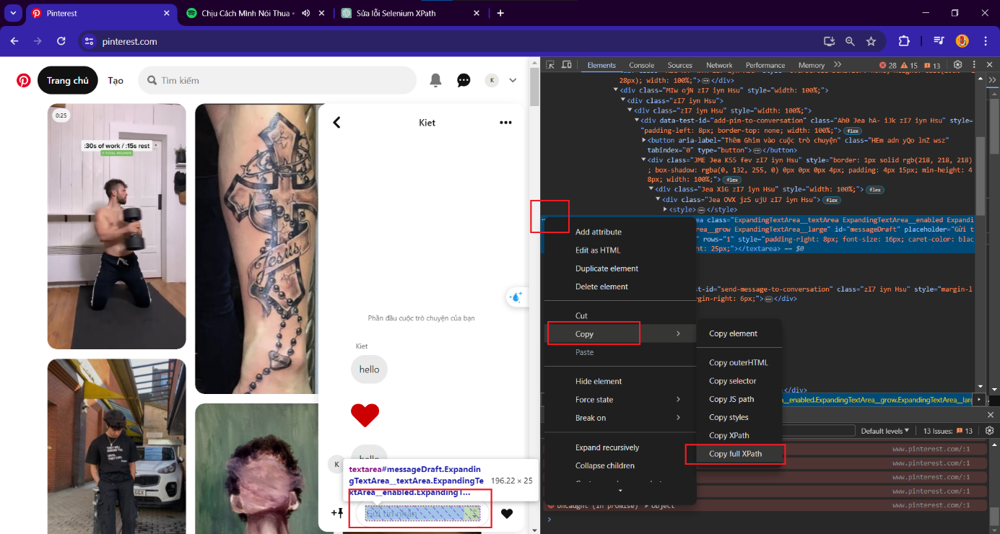 Pinterest
Chịu Cách Mình Nói Thua •
Sửa lỗi Selenium XPath
pinterest.com
Trang chủ
Tạo
Tìm kiếm
K
0:25
:30s of work / :15s rest
5 TOTAL ROUNDS
Jesus
Kiet
Phần đầu cuộc trò chuyện của bạn
Kiet
hello
hello
K
textarea#messageDraft.Expandin
gTextArea__textArea.ExpandingTe
xtArea__enabled.ExpandingT...
196.22 × 25
Gửi tin nhắn
Elements
Console
Sources
Network
Performance
Memory
28
15
13
28px); width: 100%;">…</div>
<div class="MIw ojN zI7 iyn Hsu" style="width: 100%;">
<div class="zI7 iyn Hsu">
<div class="zI7 iyn Hsu" style="width: 100%;">
<div data-test-id="add-pin-to-conversation" class="Ah0 Jea hA- iJk zI7 iyn Hsu" style=
"padding-left: 8px; border-top: none; width: 100%;"> flex
<button aria-label="Thêm Ghim vào cuộc trò chuyện" class="HEm adn yQo lnZ wsz"
tabindex="0" type="button">…</button>
<div class="JME Jea KS5 fev zI7 iyn Hsu" style="border: 1px solid rgb(218, 218, 218)
; box-shadow: rgba(0, 132, 255, 0) 0px 0px 0px 4px; padding: 4px 15px; min-height: 4
8px; width: 100%;"> flex
<div class="Jea XiG zI7 iyn Hsu" style="width: 100%;"> flex
<div class="Jea OVX jzS ujU zI7 iyn Hsu"> flex
<style>…</style>
ea class="ExpandingTextArea__textArea ExpandingTextArea__enabled Expandi
ea__grow ExpandingTextArea__large" id="messageDraft" placeholder="Gửi t
" rows="1" style="padding-right: 8px; font-size: 16px; caret-color: blac
ht: 25px;"></textarea> == $0
st-id="send-message-to-conversation" class="zI7 iyn Hsu" style="margin-l
rgin-right: 6px;">…</div>
</div>
a__enabled.ExpandingTextArea__grow.ExpandingTextArea__larg
Add attribute
Edit as HTML
Duplicate element
Delete element
Cut
Copy
Paste
Hide element
Force state
Break on
Expand recursively
Collapse children
Copy element
Copy outerHTML
Copy selector
Copy JS path
Copy styles
Copy XPath
Copy full XPath
Default levels
13 Issues:
13
www.pinterest.com/:1
www.pinterest.com/:1
www.pinterest.com/:1
www.pinterest.com/:1
Uncaught (in promise) Object
www.pinterest.com/:1